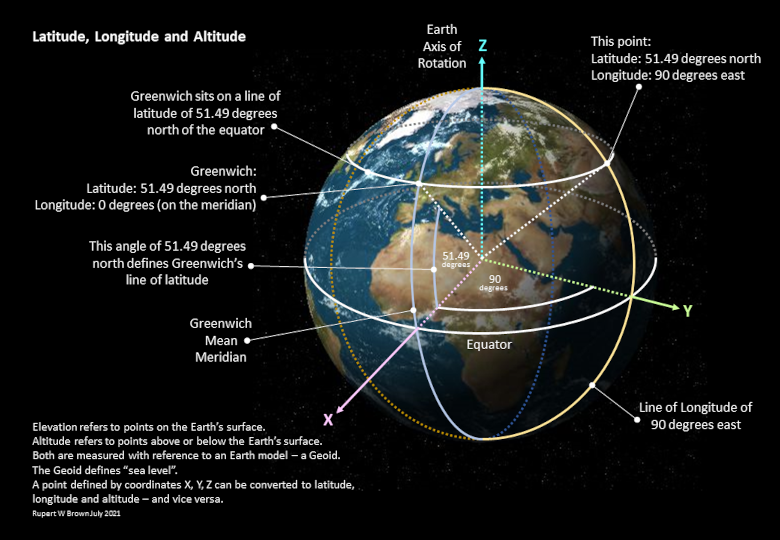 Latitude, Longitude and Altitude
Earth
Axis of
Rotation
Z
This point:
Latitude: 51.49 degrees north
Longitude: 90 degrees east
Greenwich sits on a line of
latitude of 51.49 degrees
north of the equator
Greenwich:
Latitude: 51.49 degrees north
Longitude: 0 degrees (on the meridian)
This angle of 51.49 degrees
north defines Greenwich's
line of latitude
51.49
degrees
90
degrees
Y
Greenwich
Mean
Meridian
Equator
X
Line of Longitude of
90 degrees east
Elevation refers to points on the Earth's surface.
Altitude refers to points above or below the Earth's surface.
Both are measured with reference to an Earth model – a Geoid.
The Geoid defines "sea level".
A point defined by coordinates X, Y, Z can be converted to latitude,
longitude and altitude – and vice versa.
Rupert W Brown July 2021